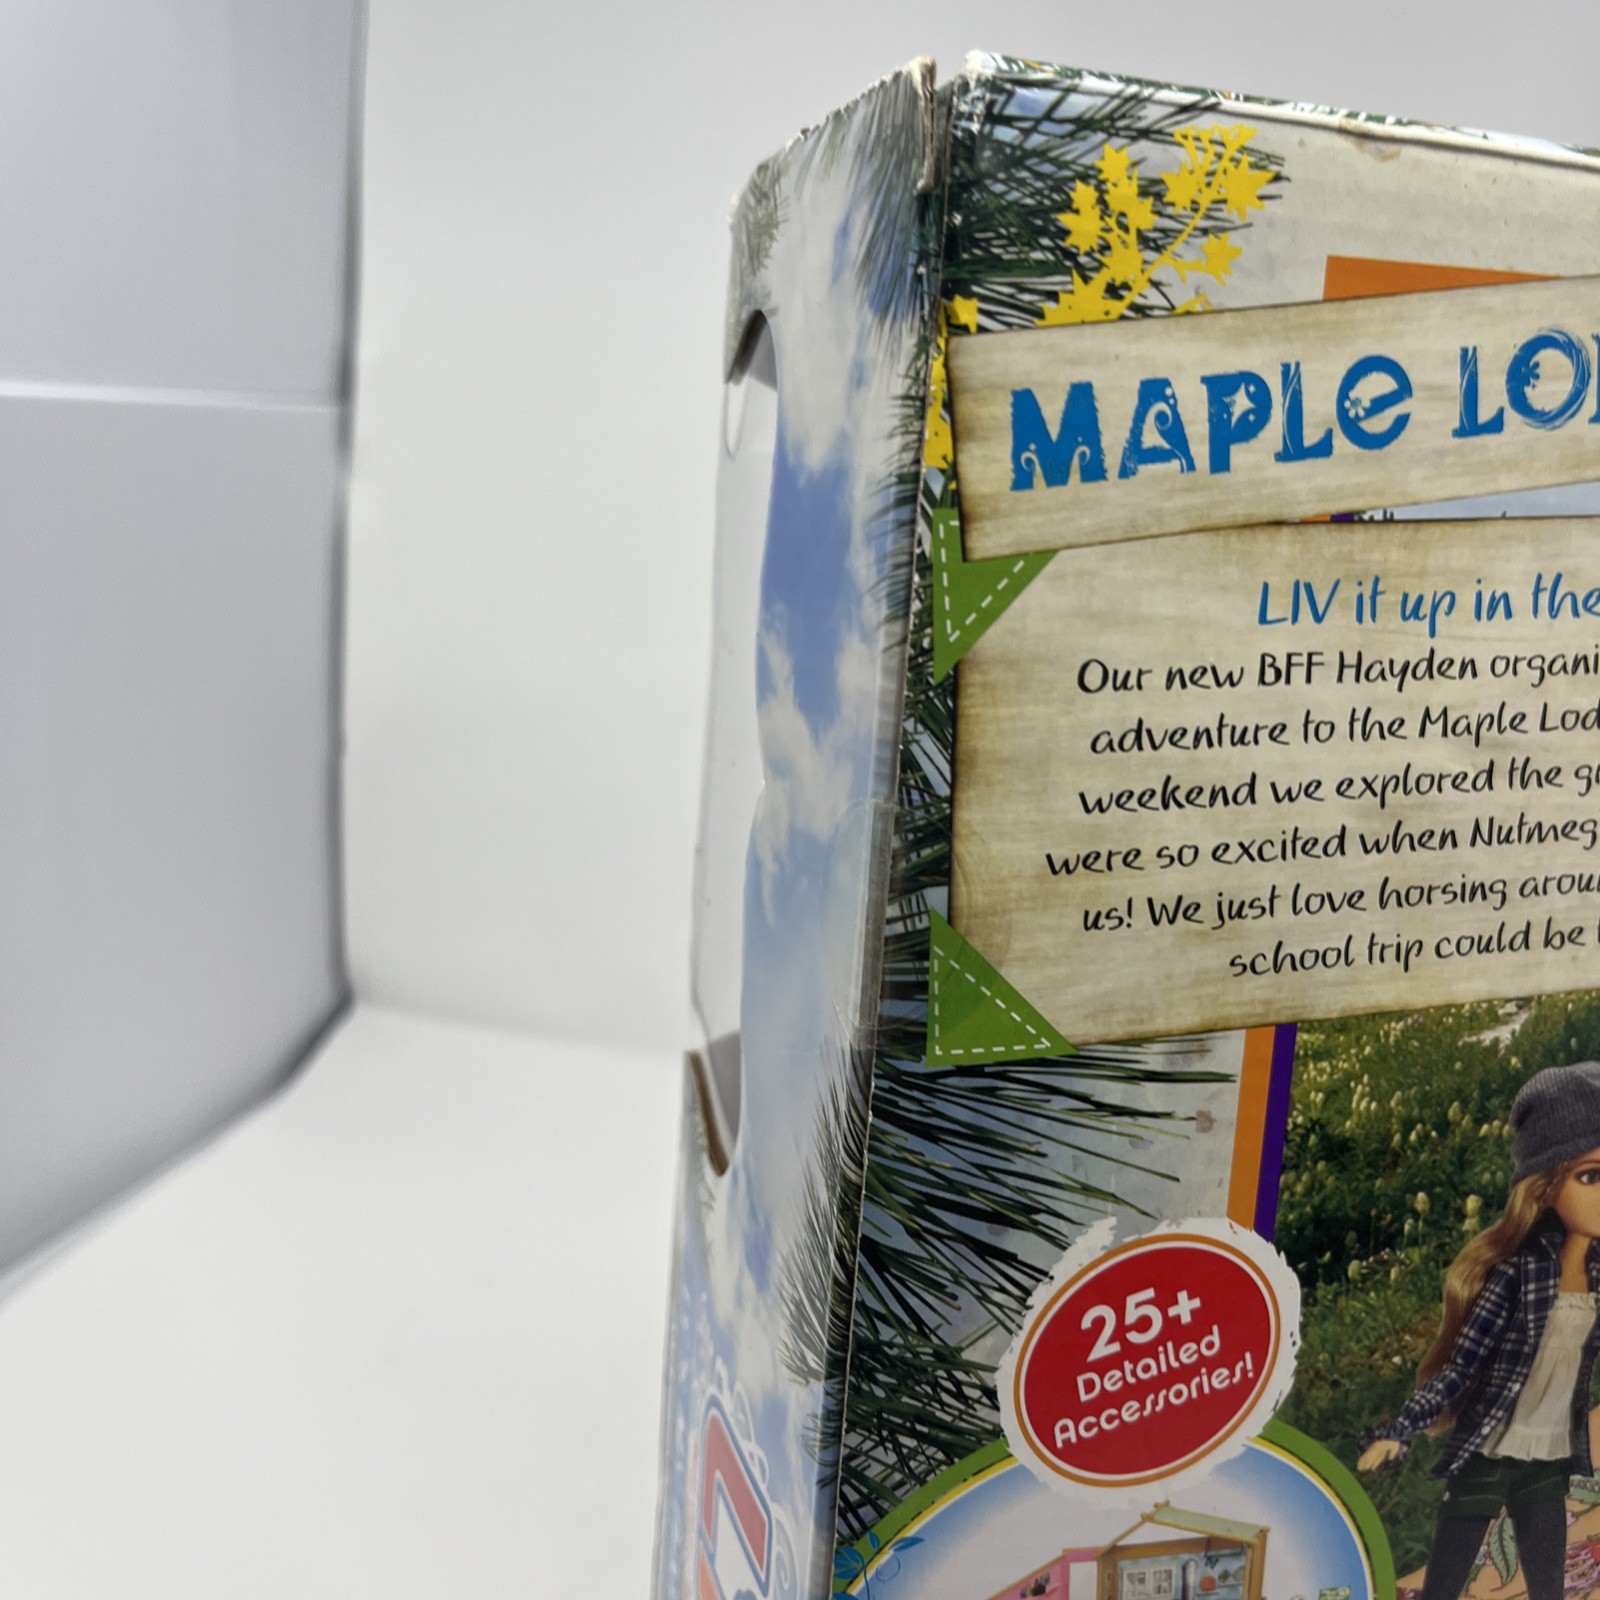 MAPLE LO
LIV it up in the
Our new BFF Hayden organi
adventure to the Maple Lod
weekend we explored the g
were so excited when Nutmeg
us! We just love horsing arou
school trip could be
25+
Detailed
Accessories!